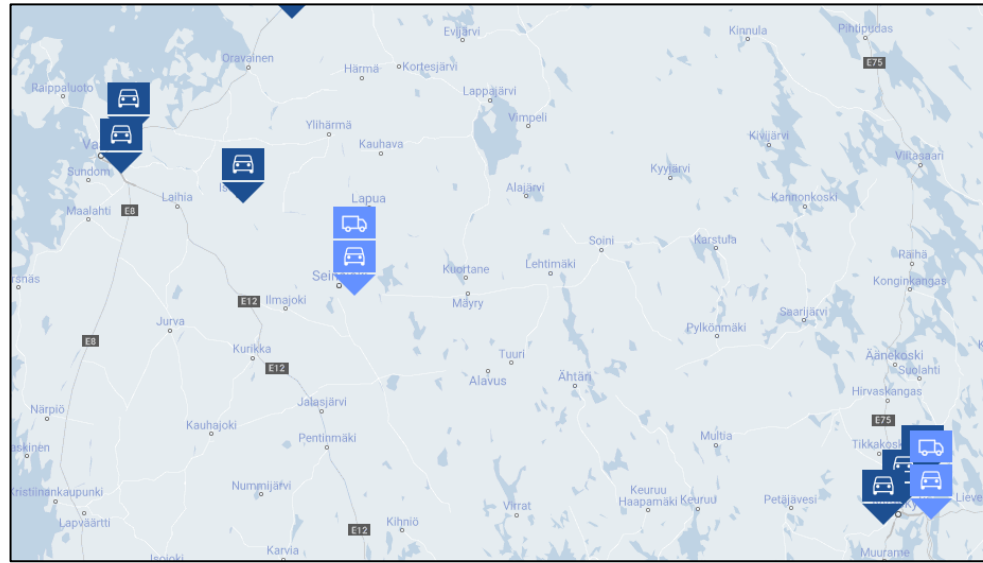 Evijärvi
Kinnula
Pihtipudas
Oravainen
Härmä
Kortesjärvi
E75
Raippaluoto
Lappajärvi
Vimpeli
Ylihärmä
Kivijärvi
Kauhava
Viitasaari
Sundom
Kyyjärvi
Alajärvi
Laihia
Lapua
Kannonkoski
Maalahti
E8
Karstula
Soini
Räihä
Lehtimäki
Kuortane
Konginkangas
Mäyry
E12
Ilmajoki
Saarijärvi
Jurva
Pylkönmäki
E8
Kurikka
Tuuri
Äänekoski
E12
Suolahti
Alavus
Ähtäri
Hirvaskangas
Jalasjärvi
Närpiö
E75
Kauhajoki
Pentinmäki
Multia
Nummijärvi
Keuruu
Haapamäki
Keuruu
Petäjävesi
Virrat
Lapväärtti
Kihniö
E12
Karvia
Muurame